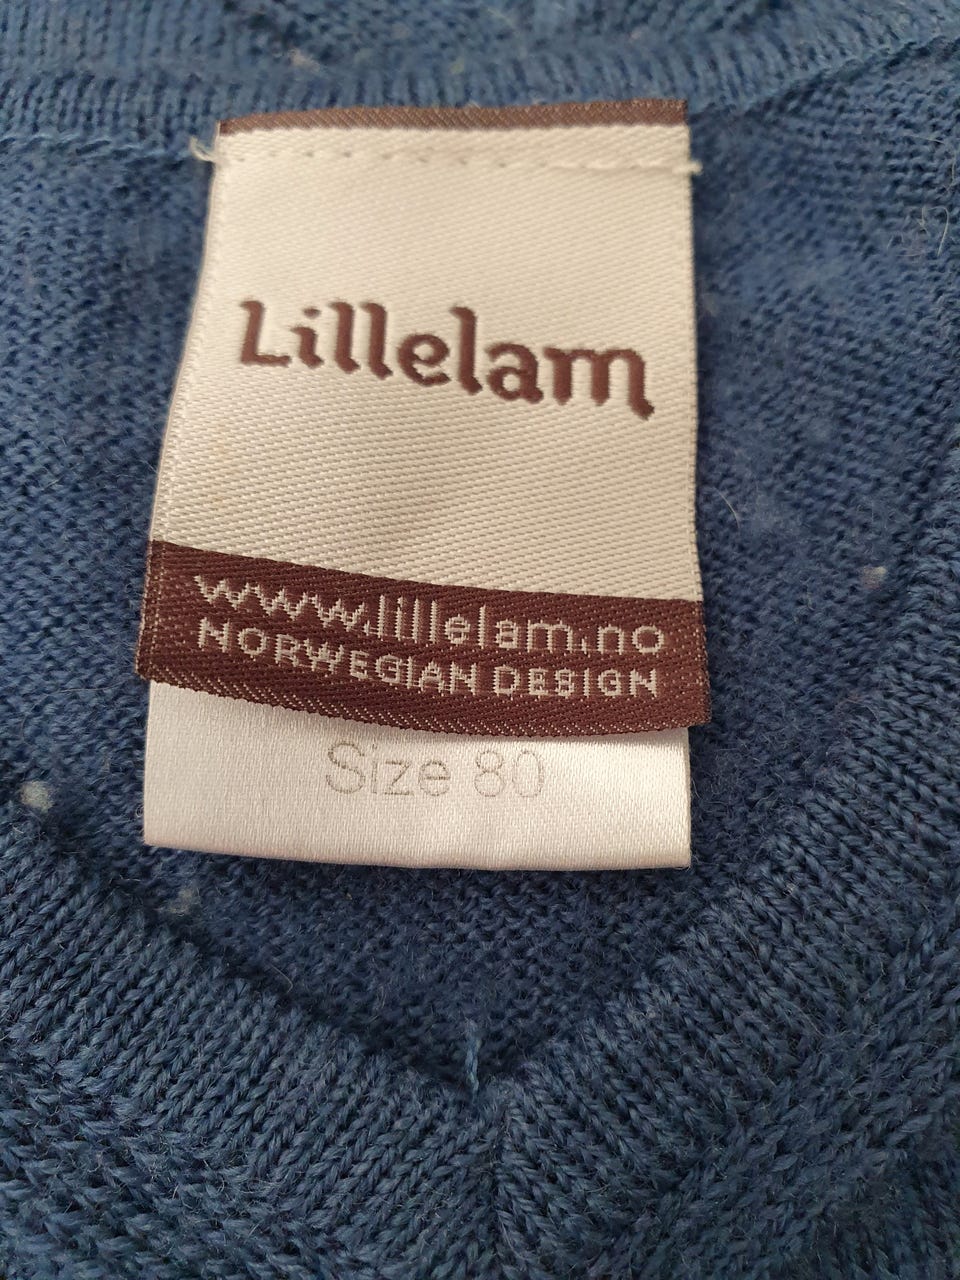 Lillelam
www.lillelam.no
NORWEGIAN DESIGN
Size 80